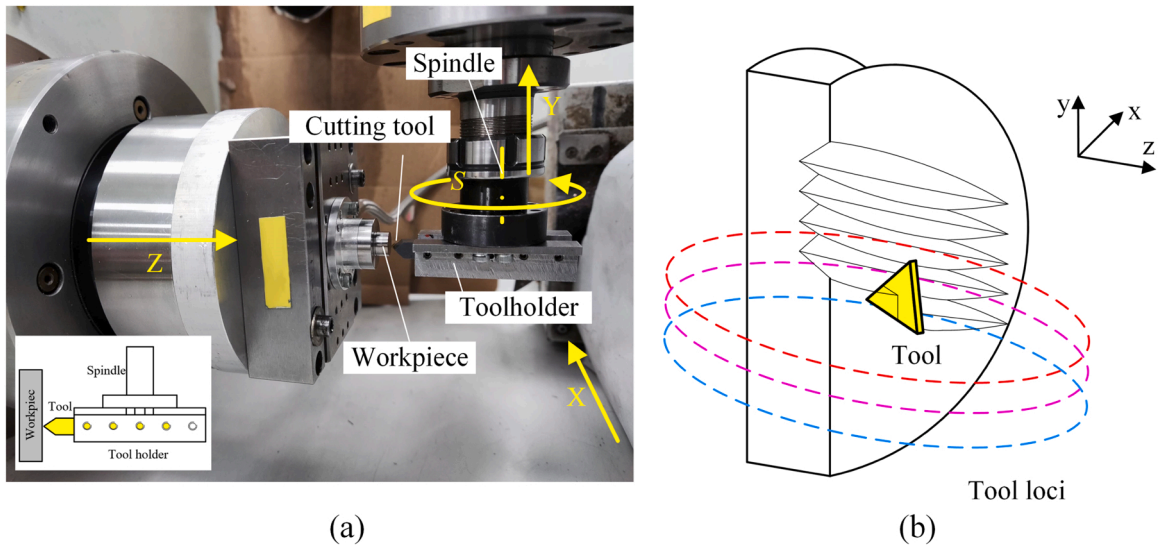 Spindle
Y
Cutting tool
S
Z
Toolholder
Workpiece
X
Spindle
Tool
Workpiec
Tool holder
(a)
y
x
z
Tool
Tool loci
(b)